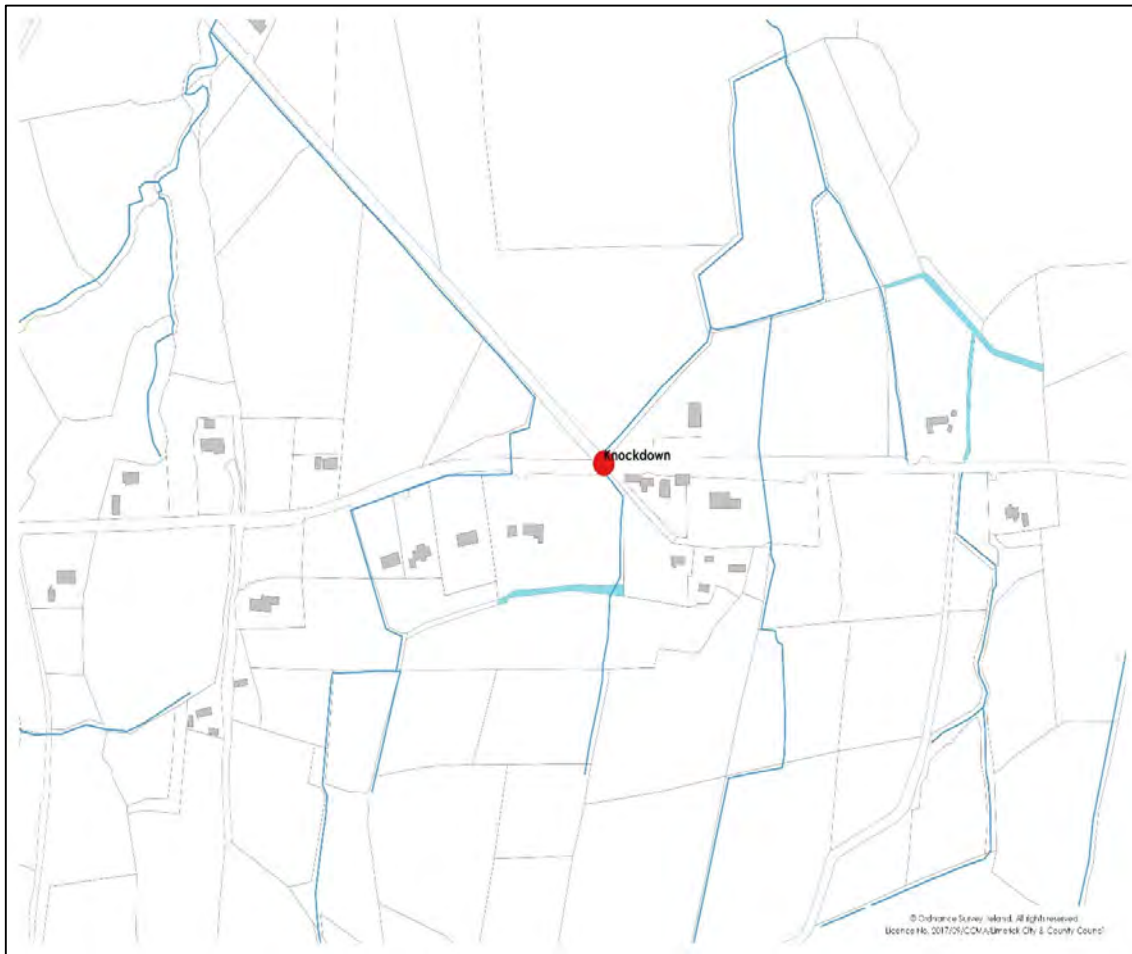 Knockdown
© Ordnance Survey Ireland. All rights reserved
Licence No. 2017/09/CCMA/Limerick City & County Council